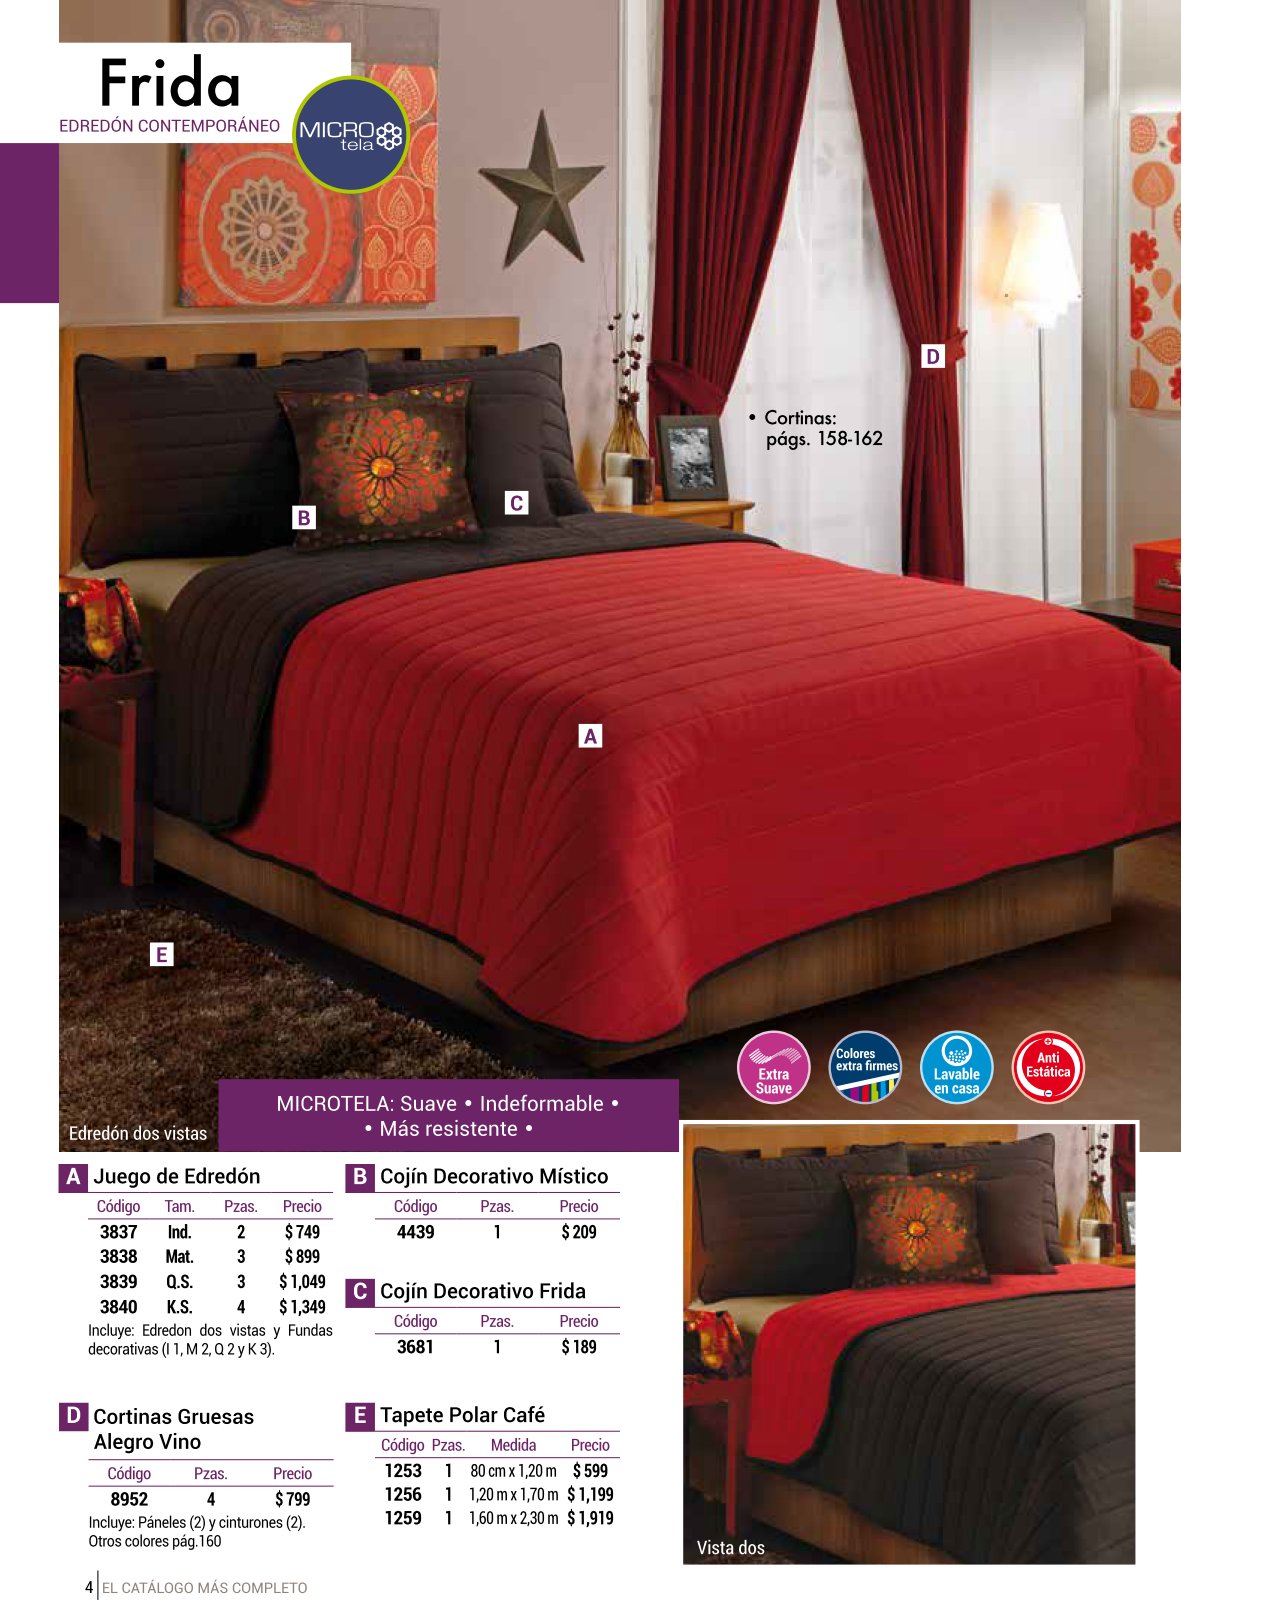 Frida
EDREDÓN CONTEMPORÁNEO
MICRO
tela
D
• Cortinas:
págs. 158-162
C
B
A
E
Extra
Suave
Colores
extra firmes
Lavable
en casa
Anti
Estática
Edredón dos vistas
MICROTELA: Suave • Indeformable •
• Más resistente •
A Juego de Edredón
Código Tam. Pzas. Precio
3837 Ind. 2 $ 749
3838 Mat. 3 $ 899
3839 Q.S. 3 $ 1,049
3840 K.S. 4 $ 1,349
Incluye: Edredon dos vistas y Fundas
decorativas (I 1, M 2, Q 2 y K 3).
B Cojín Decorativo Místico
Código Pzas. Precio
4439 1 $ 209
C Cojín Decorativo Frida
Código Pzas. Precio
3681 1 $ 189
D Cortinas Gruesas
Alegro Vino
Código Pzas. Precio
8952 4 $ 799
Incluye: Páneles (2) y cinturones (2).
Otros colores pág.160
E Tapete Polar Café
Código Pzas. Medida Precio
1253 1 80 cm x 1,20 m $ 599
1256 1 1,20 m x 1,70 m $ 1,199
1259 1 1,60 m x 2,30 m $ 1,919
Vista dos
4 EL CATÁLOGO MÁS COMPLETO